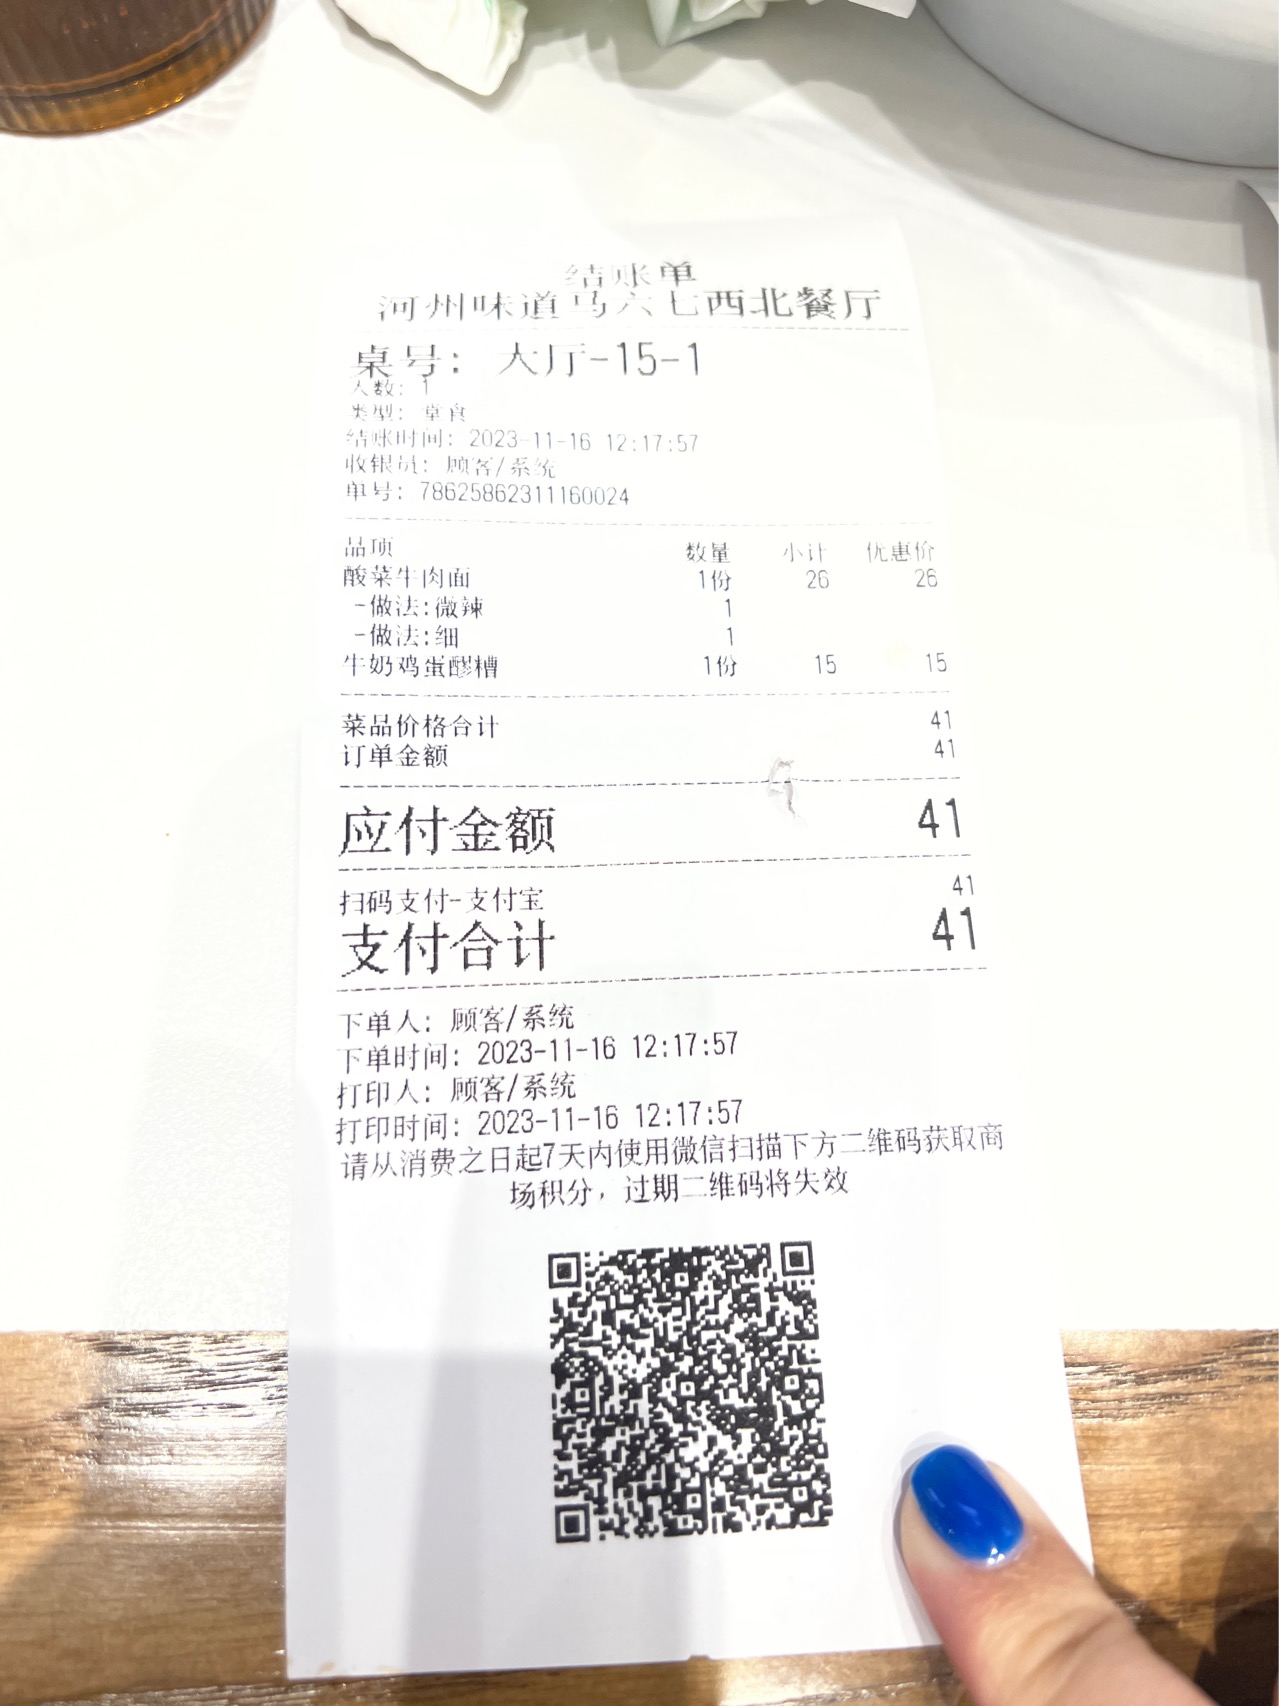 结账单
河州味道马六七西北餐厅
桌号： 大厅-15-1
人数：1
类型：堂食
结账时间：2023-11-16 12:17:57
收银员：顾客/系统
单号：78625862311160024
品项 数量 小计 优惠价
酸菜牛肉面 1份 26 26
-做法:微辣 1
-做法:细 1
牛奶鸡蛋醪糟 1份 15 15
菜品价格合计 41
订单金额 41
应付金额 41
扫码支付-支付宝 41
支付合计 41
下单人：顾客/系统
下单时间：2023-11-16 12:17:57
打印人：顾客/系统
打印时间：2023-11-16 12:17:57
请从消费之日起7天内使用微信扫描下方二维码获取商
场积分，过期二维码将失效